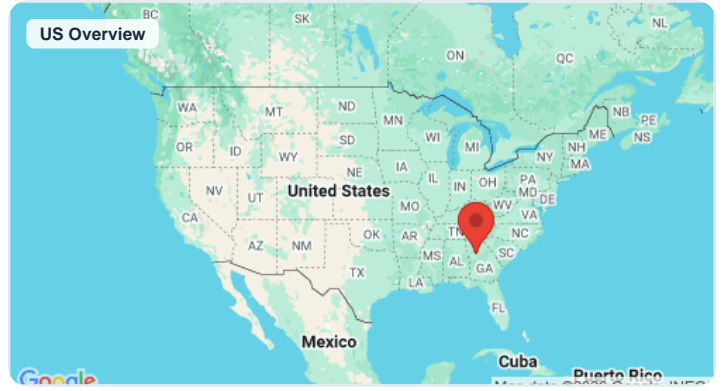 US Overview
BC
SK
NL
ON
QC
WA
MT
ND
MN
NB
PE
OR
ID
SD
WI
MI
ME
NS
WY
NH
NY
MA
NE
IA
NV
UT
United States
IL
IN
OH
PA
MD
DE
CA
MO
WV
VA
AZ
NM
OK
AR
TN
NC
SC
MS
AL
GA
TX
LA
FL
Mexico
Cuba
Puerto Rico
Google